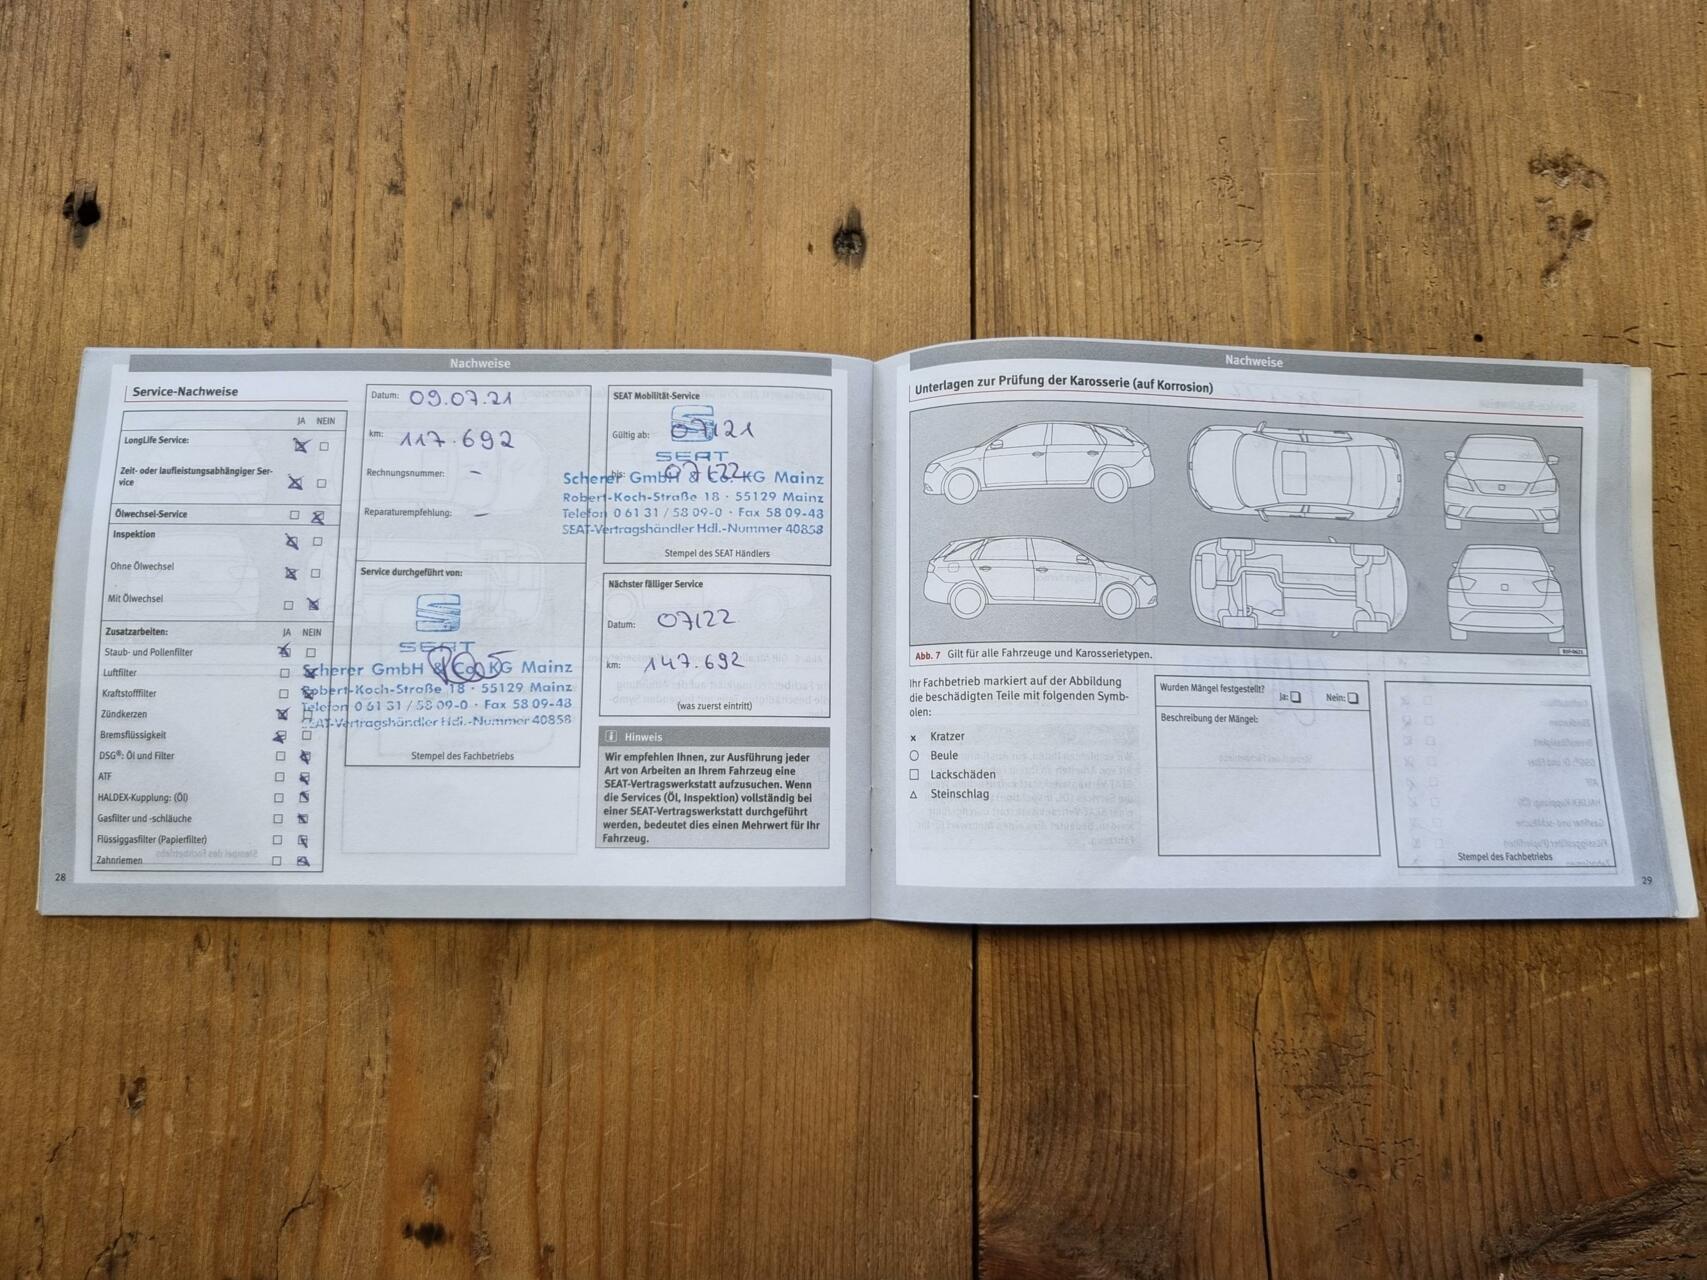 Nachweise
Service-Nachweise
JA NEIN
LongLife Service:
Zeit- oder laufleistungsabhängiger Ser-
vice
Ölwechsel-Service
Inspektion
Ohne Ölwechsel
Mit Ölwechsel
Zusatzarbeiten: JA NEIN
Staub- und Pollenfilter
Luftfilter
Kraftstofffilter
Zündkerzen
Bremsflüssigkeit
DSG®: Öl und Filter
ATF
HALDEX-Kupplung: (Öl)
Gasfilter und -schläuche
Flüssiggasfilter (Papierfilter)
Zahnriemen
28
Datum: 09.07.21
km: 117.692
Rechnungsnummer: -
Reparaturempfehlung: -
Service durchgeführt von:
SEAT
Scherer GmbH & Co. KG Mainz
Robert-Koch-Straße 18 · 55129 Mainz
Telefon 0 61 31 / 58 09-0 · Fax 58 09-48
SEAT-Vertragshändler Hdl.-Nummer 40858
Stempel des Fachbetriebs
SEAT Mobilität-Service
Gültig ab: 07/21
SEAT
bis: 07/22
Scherer GmbH & Co. KG Mainz
Robert-Koch-Straße 18 · 55129 Mainz
Telefon 0 61 31 / 58 09-0 · Fax 58 09-48
SEAT-Vertragshändler Hdl.-Nummer 40858
Stempel des SEAT Händlers
Nächster fälliger Service
Datum: 07/22
km: 147.692
(was zuerst eintritt)
Hinweis
Wir empfehlen Ihnen, zur Ausführung jeder
Art von Arbeiten an Ihrem Fahrzeug eine
SEAT-Vertragswerkstatt aufzusuchen. Wenn
die Services (Öl, Inspektion) vollständig bei
einer SEAT-Vertragswerkstatt durchgeführt
werden, bedeutet dies einen Mehrwert für Ihr
Fahrzeug.
Nachweise
Unterlagen zur Prüfung der Karosserie (auf Korrosion)
Abb. 7 Gilt für alle Fahrzeuge und Karosserietypen.
Ihr Fachbetrieb markiert auf der Abbildung
die beschädigten Teile mit folgenden Symb-
olen:
x Kratzer
○ Beule
□ Lackschäden
△ Steinschlag
Wurden Mängel festgestellt?
Ja: Nein:
Beschreibung der Mängel:
Stempel des Fachbetriebs
29